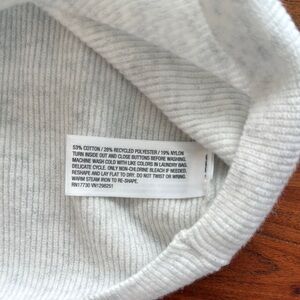 53% COTTON / 28% RECYCLED POLYESTER / 19% NYLON
TURN INSIDE OUT AND CLOSE BUTTONS BEFORE WASHING.
MACHINE WASH COLD WITH LIKE COLORS IN LAUNDRY BAG.
DELICATE CYCLE. ONLY NON-CHLORINE BLEACH IF NEEDED.
RESHAPE AND LAY FLAT TO DRY. DO NOT TWIST OR WRING.
WARM STEAM IRON TO RE-SHAPE.
RN17730 VN1298251